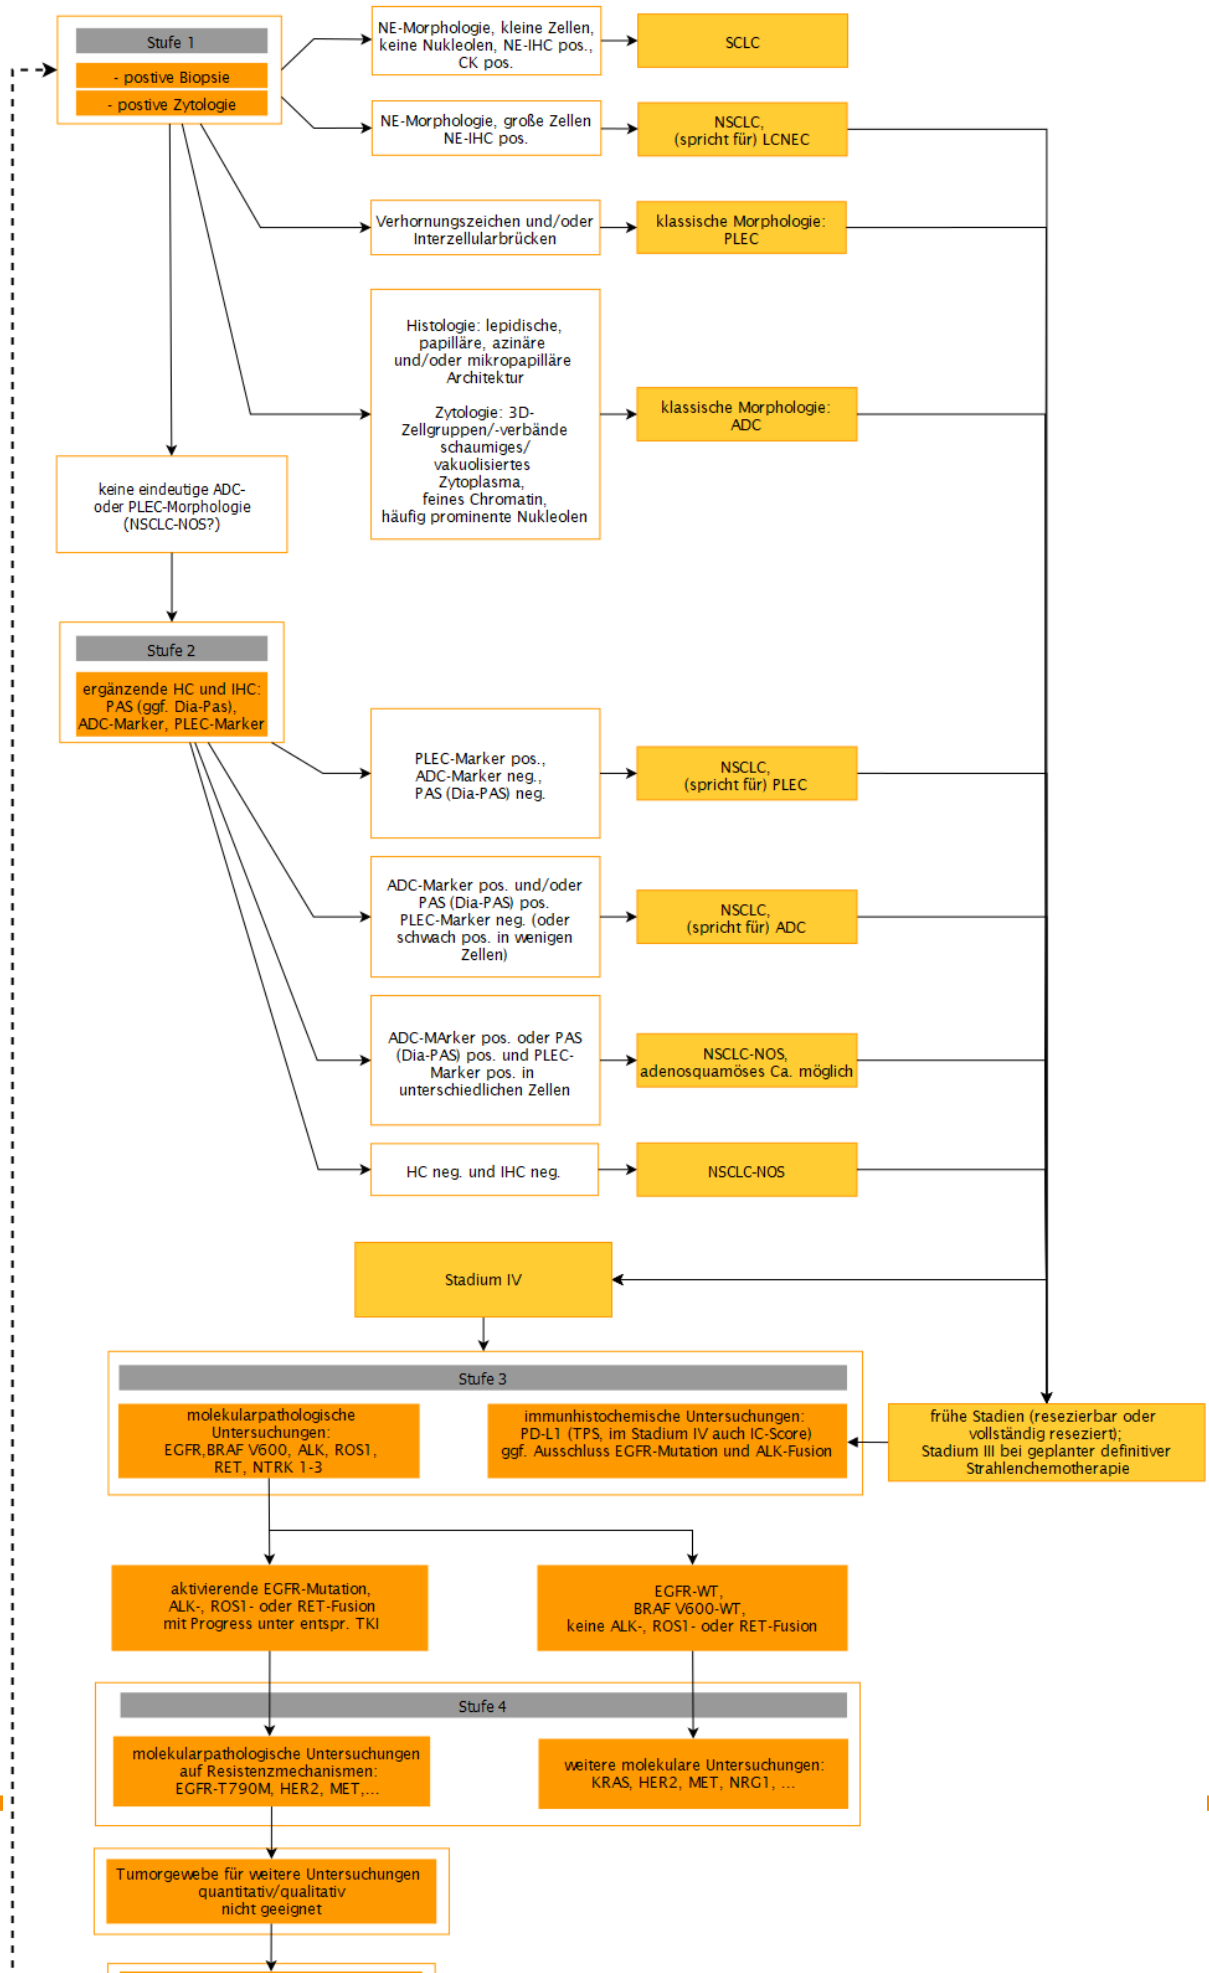 Stufe 1
- postive Biopsie
- postive Zytologie
NE-Morphologie, kleine Zellen,
keine Nukleolen, NE-IHC pos.,
CK pos.
SCLC
NE-Morphologie, große Zellen
NE-IHC pos.
NSCLC,
(spricht für) LCNEC
Verhornungszeichen und/oder
Interzellularbrücken
klassische Morphologie:
PLEC
Histologie: lepidische,
papilläre, azinäre
und/oder mikropapilläre
Architektur
Zytologie: 3D-
Zellgruppen/-verbände
schaumiges/
vakuolisiertes
Zytoplasma,
feines Chromatin,
häufig prominente Nukleolen
klassische Morphologie:
ADC
keine eindeutige ADC-
oder PLEC-Morphologie
(NSCLC-NOS?)
Stufe 2
ergänzende HC und IHC:
PAS (ggf. Dia-Pas),
ADC-Marker, PLEC-Marker
PLEC-Marker pos.,
ADC-Marker neg.,
PAS (Dia-PAS) neg.
NSCLC,
(spricht für) PLEC
ADC-Marker pos. und/oder
PAS (Dia-PAS) pos.
PLEC-Marker neg. (oder
schwach pos. in wenigen
Zellen)
NSCLC,
(spricht für) ADC
ADC-MArker pos. oder PAS
(Dia-PAS) pos. und PLEC-
Marker pos. in
unterschiedlichen Zellen
NSCLC-NOS,
adenosquamöses Ca. möglich
HC neg. und IHC neg.
NSCLC-NOS
Stadium IV
Stufe 3
molekularpathologische
Untersuchungen:
EGFR,BRAF V600, ALK, ROS1,
RET, NTRK 1-3
immunhistochemische Untersuchungen:
PD-L1 (TPS, im Stadium IV auch IC-Score)
ggf. Ausschluss EGFR-Mutation und ALK-Fusion
frühe Stadien (resezierbar oder
vollständig reseziert);
Stadium III bei geplanter definitiver
Strahlenchemotherapie
aktivierende EGFR-Mutation,
ALK-, ROS1- oder RET-Fusion
mit Progress unter entspr. TKI
EGFR-WT,
BRAF V600-WT,
keine ALK-, ROS1- oder RET-Fusion
Stufe 4
molekularpathologische Untersuchungen
auf Resistenzmechanismen:
EGFR-T790M, HER2, MET,...
weitere molekulare Untersuchungen:
KRAS, HER2, MET, NRG1, ...
Tumorgewebe für weitere Untersuchungen
quantitativ/qualitativ
nicht geeignet